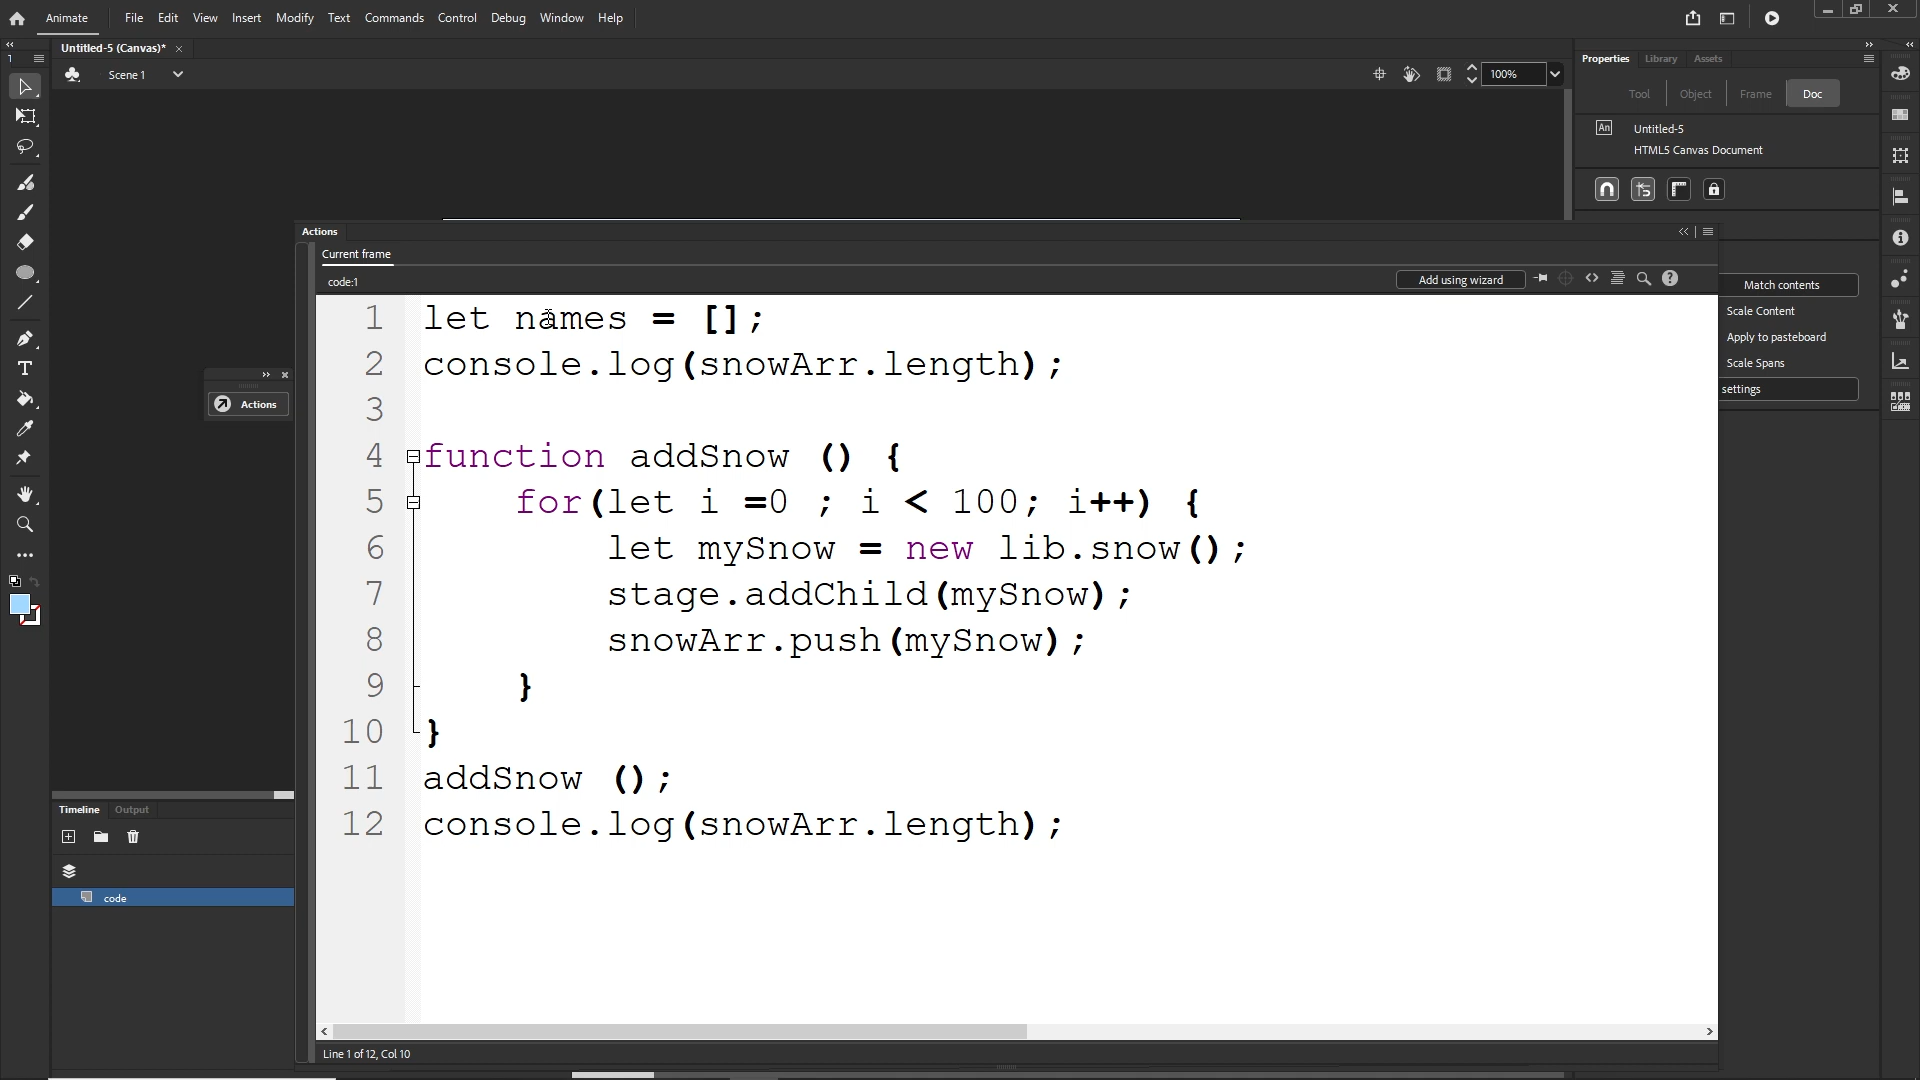 Animate File Edit View Insert Modify Text Commands Control Debug Window Help
Untitled-5 (Canvas)*
Scene 1
100%
Properties Library Assets
Tool Object Frame Doc
An Untitled-5
HTML5 Canvas Document
Match contents
Scale Content
Apply to pasteboard
Scale Spans
settings
Actions
Actions
Current frame
code:1
Add using wizard
1 let names = [];
2 console.log(snowArr.length);
3
4 function addSnow () {
5 for(let i =0 ; i < 100; i++) {
6 let mySnow = new lib.snow();
7 stage.addChild(mySnow);
8 snowArr.push(mySnow);
9 }
10 }
11 addSnow ();
12 console.log(snowArr.length);
Line 1 of 12, Col 10
Timeline Output
code